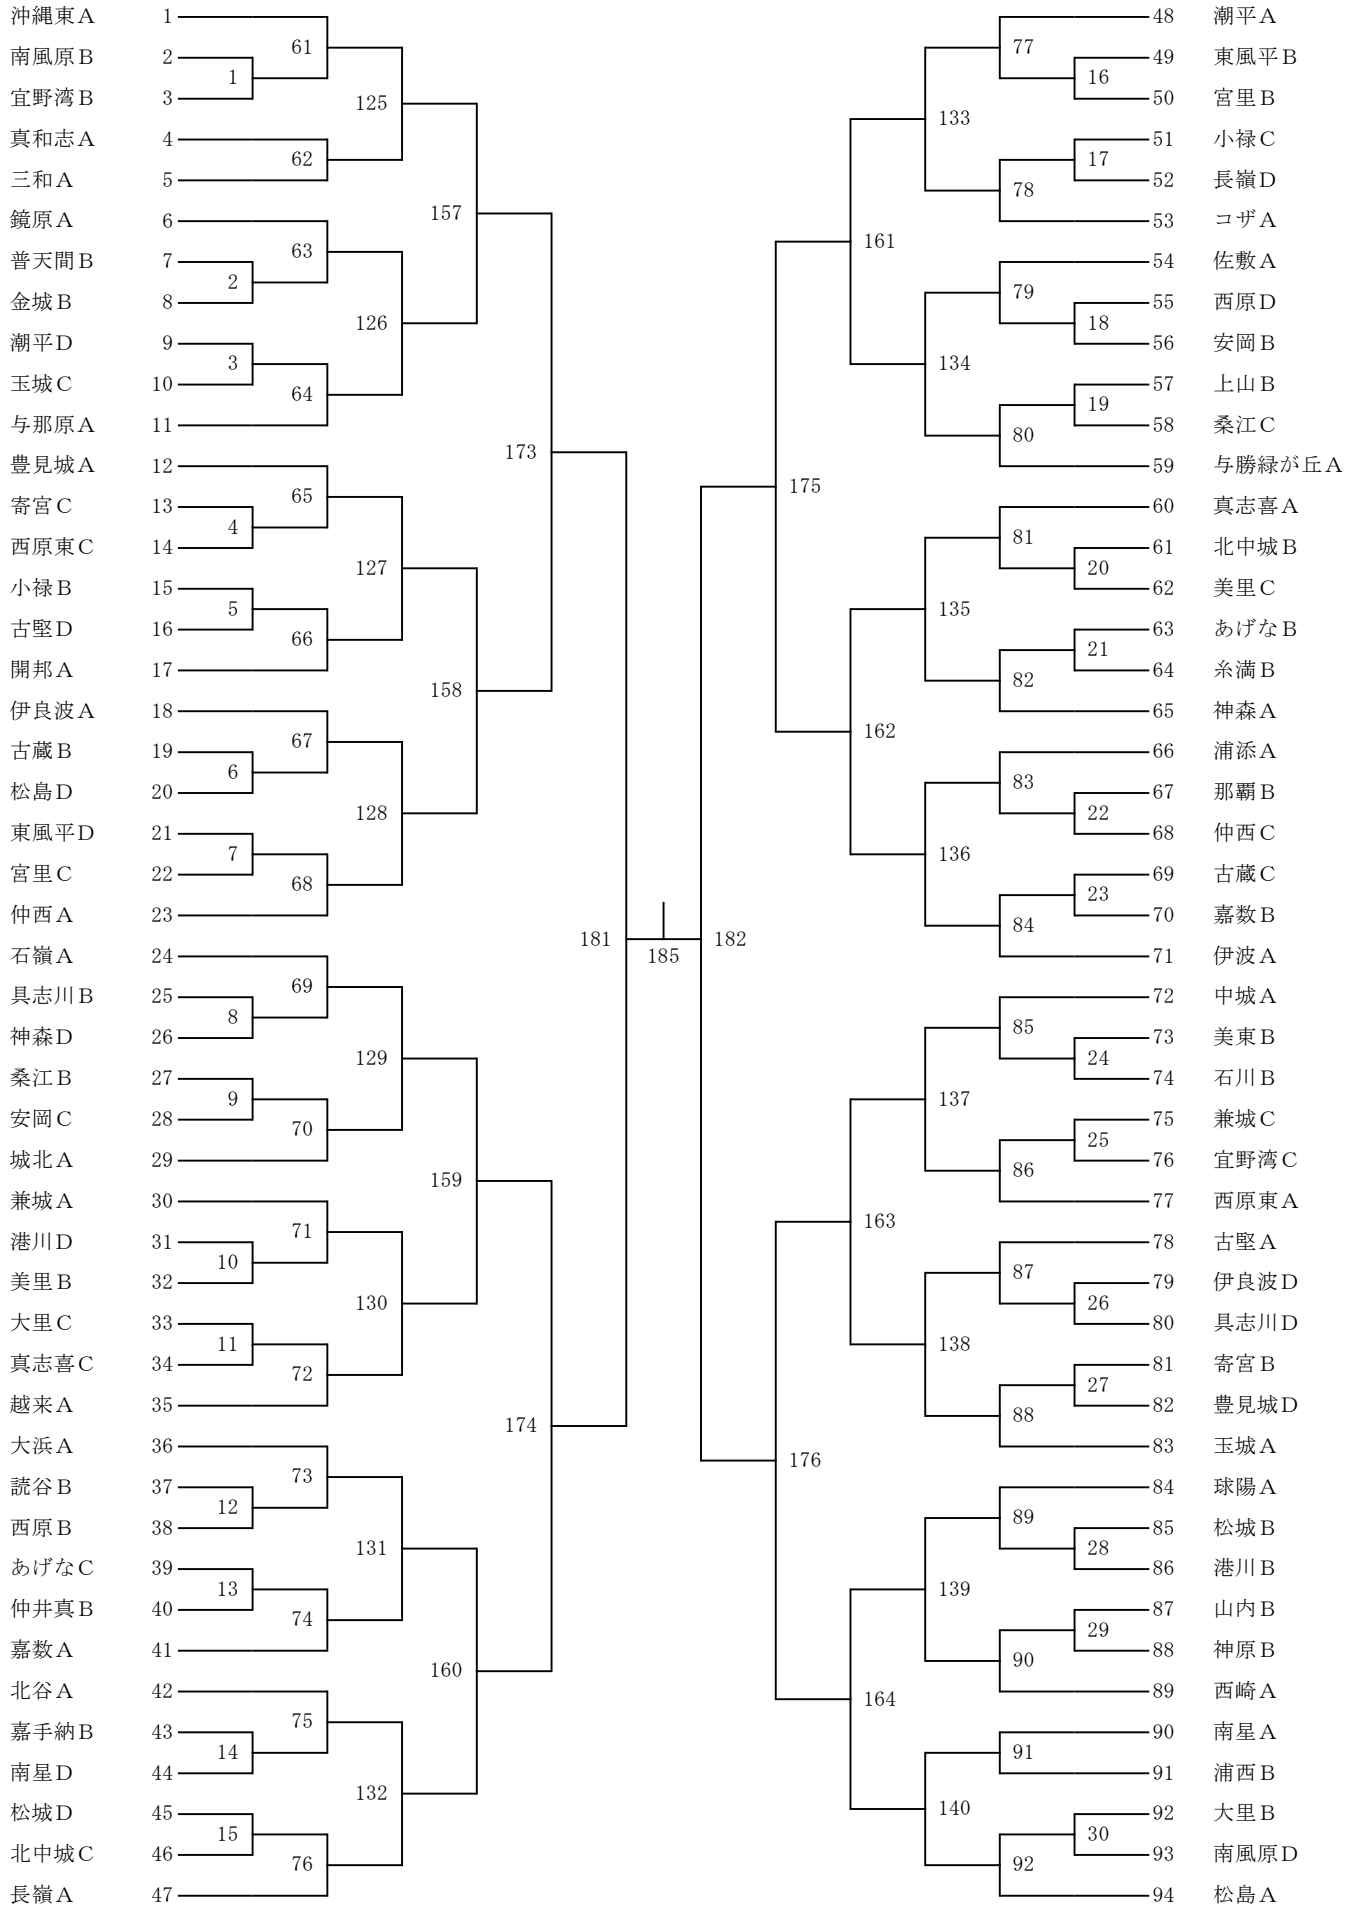 沖縄東A 1
南風原B 2
宜野湾B 3
真和志A 4
三和A 5
鏡原A 6
普天間B 7
金城B 8
潮平D 9
玉城C 10
与那原A 11
豊見城A 12
寄宮C 13
西原東C 14
小禄B 15
古堅D 16
開邦A 17
伊良波A 18
古蔵B 19
松島D 20
東風平D 21
宮里C 22
仲西A 23
石嶺A 24
具志川B 25
神森D 26
桑江B 27
安岡C 28
城北A 29
兼城A 30
港川D 31
美里B 32
大里C 33
真志喜C 34
越来A 35
大浜A 36
読谷B 37
西原B 38
あげなC 39
仲井真B 40
嘉数A 41
北谷A 42
嘉手納B 43
南星D 44
松城D 45
北中城C 46
長嶺A 47
1
2
3
4
5
6
7
8
9
10
11
12
13
14
15
61
62
63
64
65
66
67
68
69
70
71
72
73
74
75
76
125
126
127
128
129
130
131
132
157
158
159
160
173
174
181
185
182
175
176
161
162
163
164
133
134
135
136
137
138
139
140
77
78
79
80
81
82
83
84
85
86
87
88
89
90
91
92
16
17
18
19
20
21
22
23
24
25
26
27
28
29
30
48 潮平A
49 東風平B
50 宮里B
51 小禄C
52 長嶺D
53 コザA
54 佐敷A
55 西原D
56 安岡B
57 上山B
58 桑江C
59 与勝緑が丘A
60 真志喜A
61 北中城B
62 美里C
63 あげなB
64 糸満B
65 神森A
66 浦添A
67 那覇B
68 仲西C
69 古蔵C
70 嘉数B
71 伊波A
72 中城A
73 美東B
74 石川B
75 兼城C
76 宜野湾C
77 西原東A
78 古堅A
79 伊良波D
80 具志川D
81 寄宮B
82 豊見城D
83 玉城A
84 球陽A
85 松城B
86 港川B
87 山内B
88 神原B
89 西崎A
90 南星A
91 浦西B
92 大里B
93 南風原D
94 松島A